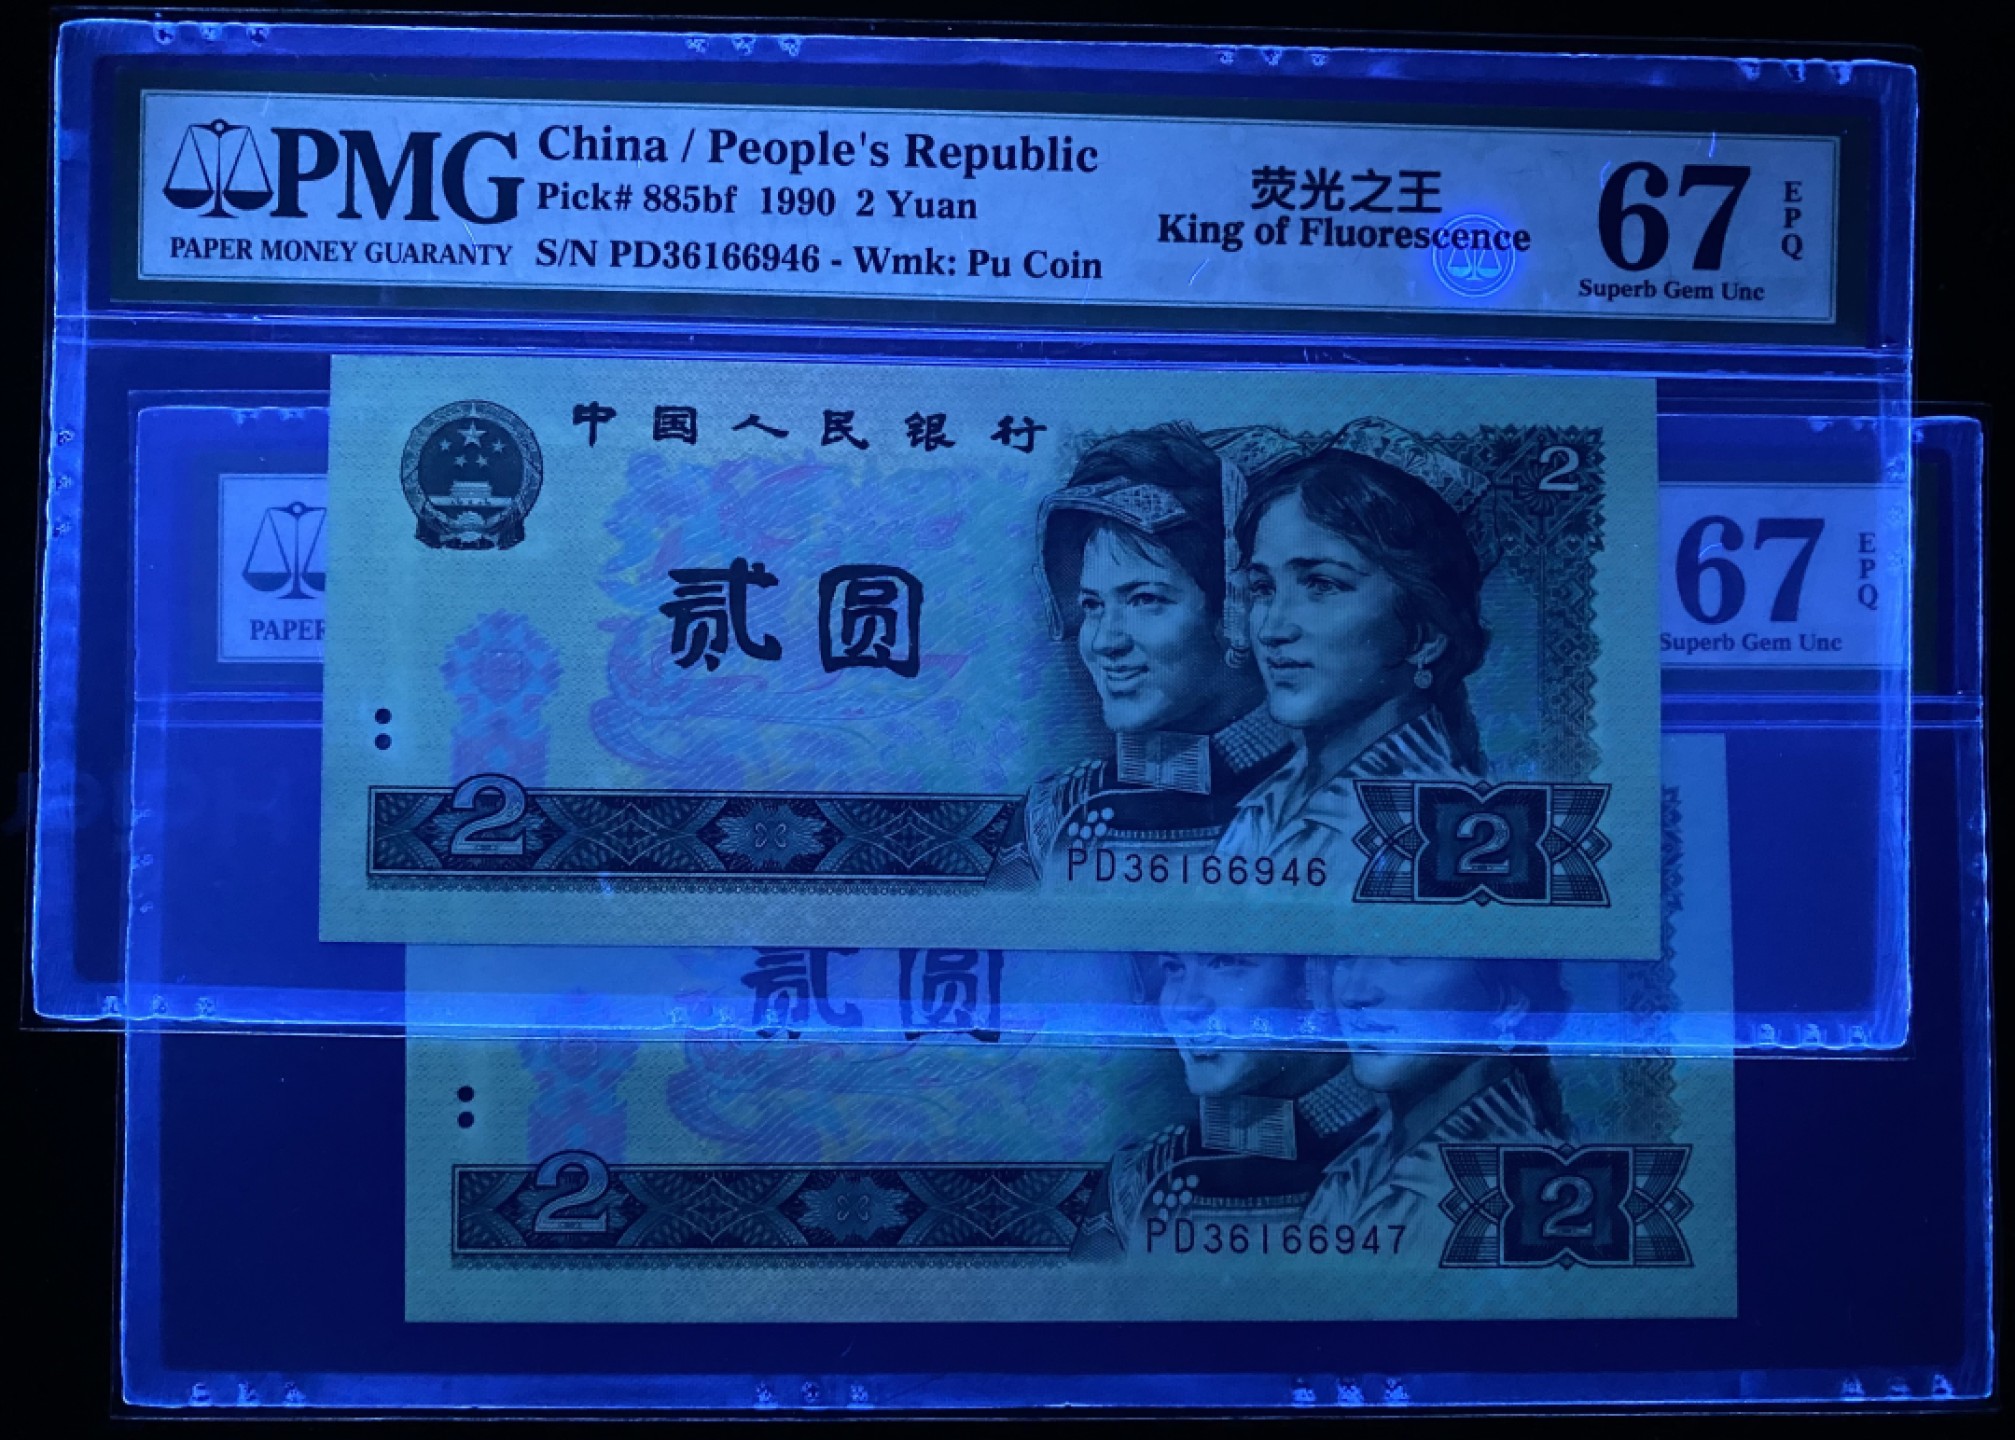 PMG
PAPER MONEY GUARANTY
China / People's Republic
Pick# 885bf 1990 2 Yuan
S/N PD36166946 - Wmk: Pu Coin
荧光之王
King of Fluorescence
67
EPQ
Superb Gem Unc
中国人民银行
2
贰圆
2
PD36166946
2
PAPER
67
EPQ
Superb Gem Unc
贰圆
2
PD36166947
2